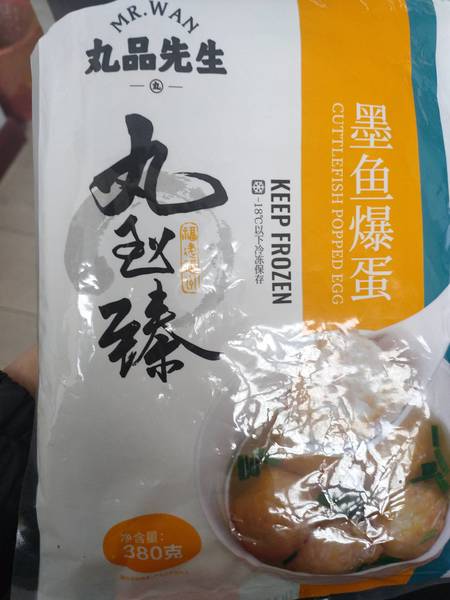 MR.WAN
丸品先生
丸
丸至臻
KEEP FROZEN
-18℃以下冷冻保存
墨鱼爆蛋
CUTTLEFISH POPPED EGG
净含量:
380克